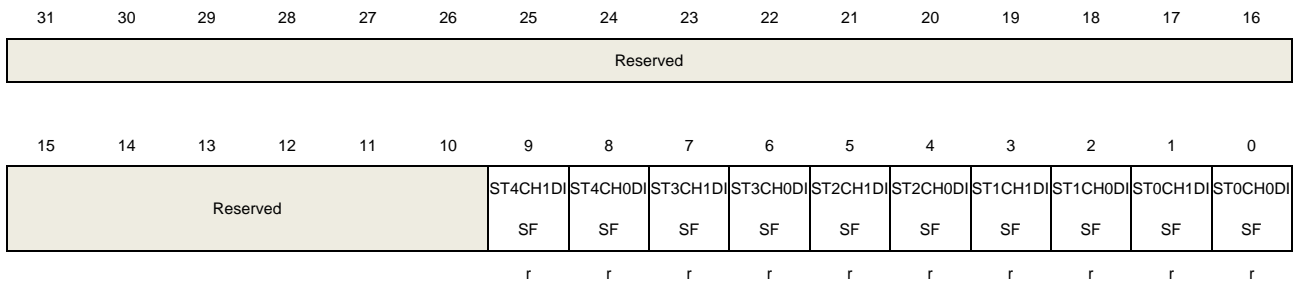 31 30 29 28 27 26 25 24 23 22 21 20 19 18 17 16
Reserved
15 14 13 12 11 10 9 8 7 6 5 4 3 2 1 0
Reserved ST4CH1DI ST4CH0DI ST3CH1DI ST3CH0DI ST2CH1DI ST2CH0DI ST1CH1DI ST1CH0DI ST0CH1DI ST0CH0DI
SF SF SF SF SF SF SF SF SF SF
r r r r r r r r r r